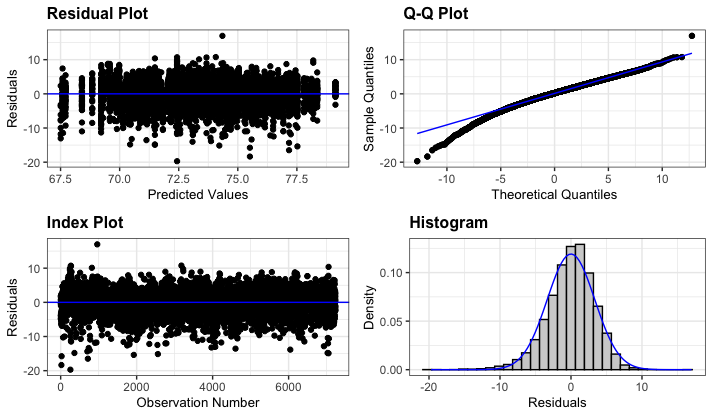 Residual Plot
Residuals
10
0
-10
-20
67.5 70.0 72.5 75.0 77.5
Predicted Values
Q-Q Plot
Sample Quantiles
10
0
-10
-20
-10 -5 0 5 10
Theoretical Quantiles
Index Plot
Residuals
10
0
-10
-20
0 2000 4000 6000
Observation Number
Histogram
Density
0.10
0.05
0.00
-20 -10 0 10
Residuals